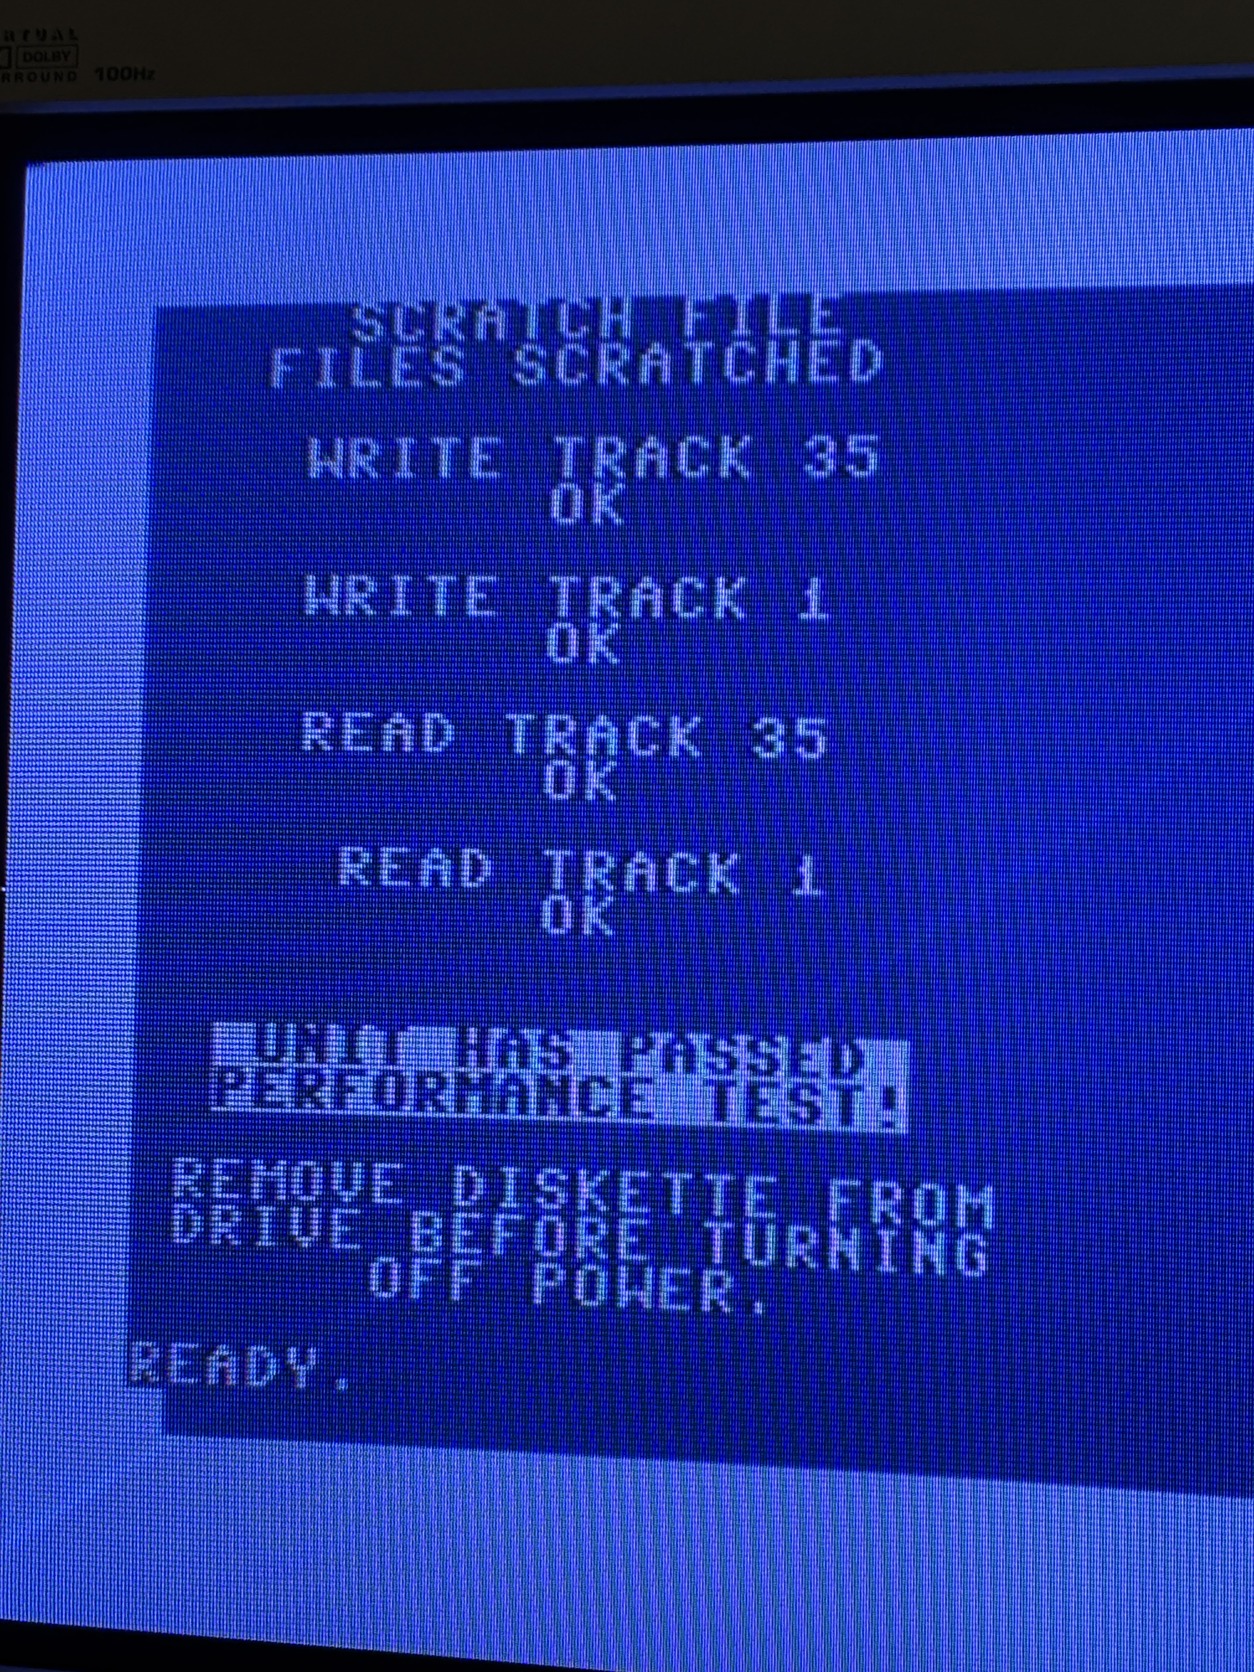 DOLBY
100Hz
SCRATCH FILE
FILES SCRATCHED
WRITE TRACK 35
OK
WRITE TRACK 1
OK
READ TRACK 35
OK
READ TRACK 1
OK
UNIT HAS PASSED
PERFORMANCE TEST!
REMOVE DISKETTE FROM
DRIVE BEFORE TURNING
OFF POWER.
READY.